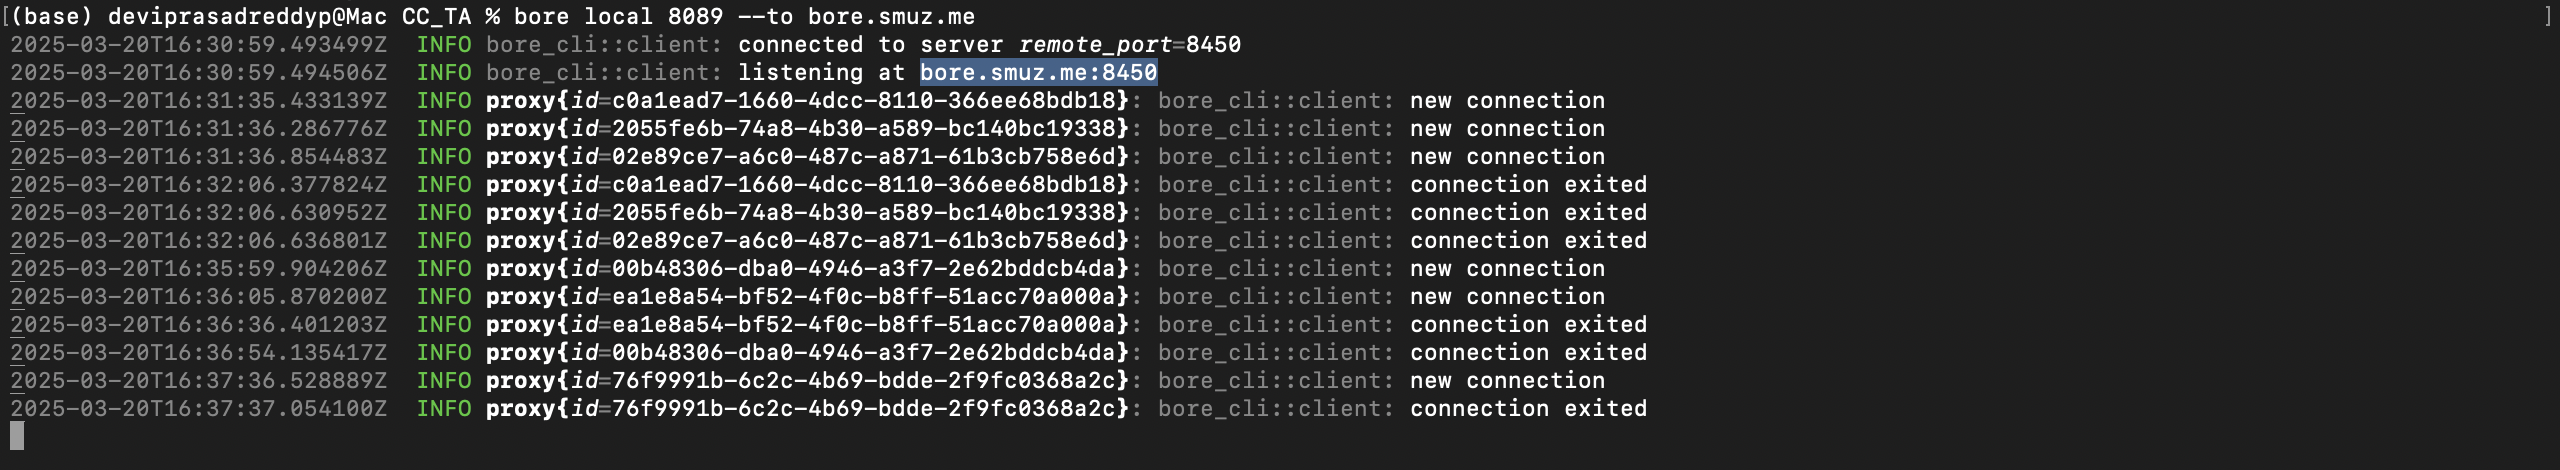 [(base) deviprasadreddyp@Mac CC_TA % bore local 8089 --to bore.smuz.me ]
2025-03-20T16:30:59.493499Z  INFO bore_cli::client: connected to server remote_port=8450
2025-03-20T16:30:59.494506Z  INFO bore_cli::client: listening at bore.smuz.me:8450
2025-03-20T16:31:35.433139Z  INFO proxy{id=c0a1ead7-1660-4dcc-8110-366ee68bdb18}: bore_cli::client: new connection
2025-03-20T16:31:36.286776Z  INFO proxy{id=2055fe6b-74a8-4b30-a589-bc140bc19338}: bore_cli::client: new connection
2025-03-20T16:31:36.854483Z  INFO proxy{id=02e89ce7-a6c0-487c-a871-61b3cb758e6d}: bore_cli::client: new connection
2025-03-20T16:32:06.377824Z  INFO proxy{id=c0a1ead7-1660-4dcc-8110-366ee68bdb18}: bore_cli::client: connection exited
2025-03-20T16:32:06.630952Z  INFO proxy{id=2055fe6b-74a8-4b30-a589-bc140bc19338}: bore_cli::client: connection exited
2025-03-20T16:32:06.636801Z  INFO proxy{id=02e89ce7-a6c0-487c-a871-61b3cb758e6d}: bore_cli::client: connection exited
2025-03-20T16:35:59.904206Z  INFO proxy{id=00b48306-dba0-4946-a3f7-2e62bddcb4da}: bore_cli::client: new connection
2025-03-20T16:36:05.870200Z  INFO proxy{id=ea1e8a54-bf52-4f0c-b8ff-51acc70a000a}: bore_cli::client: new connection
2025-03-20T16:36:36.401203Z  INFO proxy{id=ea1e8a54-bf52-4f0c-b8ff-51acc70a000a}: bore_cli::client: connection exited
2025-03-20T16:36:54.135417Z  INFO proxy{id=00b48306-dba0-4946-a3f7-2e62bddcb4da}: bore_cli::client: connection exited
2025-03-20T16:37:36.528889Z  INFO proxy{id=76f9991b-6c2c-4b69-bdde-2f9fc0368a2c}: bore_cli::client: new connection
2025-03-20T16:37:37.054100Z  INFO proxy{id=76f9991b-6c2c-4b69-bdde-2f9fc0368a2c}: bore_cli::client: connection exited